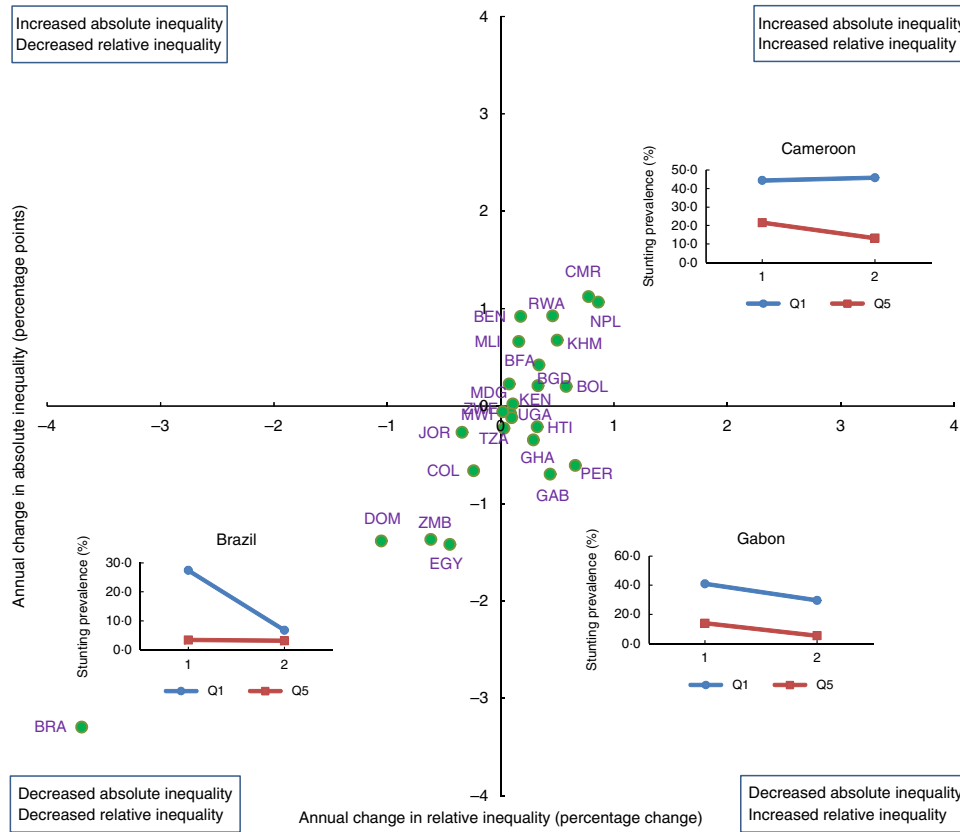 Increased absolute inequality
Decreased relative inequality
Increased absolute inequality
Increased relative inequality
4
3
2
1
0
–1
–2
–3
–4
–4
–3
–2
–1
0
1
2
3
4
Annual change in absolute inequality (percentage points)
Annual change in relative inequality (percentage change)
Cameroon
Stunting prevalence (%)
50·0
40·0
30·0
20·0
10·0
0·0
1
2
Q1
Q5
CMR
RWA
BEN
NPL
MLI
KHM
BFA
BGD
BOL
MDG
KEN
ZWE
MWI
UGA
HTI
JOR
TZA
GHA
COL
PER
GAB
DOM
ZMB
EGY
BRA
Brazil
Stunting prevalence (%)
30·0
20·0
10·0
0·0
1
2
Q1
Q5
Gabon
Stunting prevalence (%)
60·0
40·0
20·0
0·0
1
2
Q1
Q5
Decreased absolute inequality
Decreased relative inequality
Decreased absolute inequality
Increased relative inequality